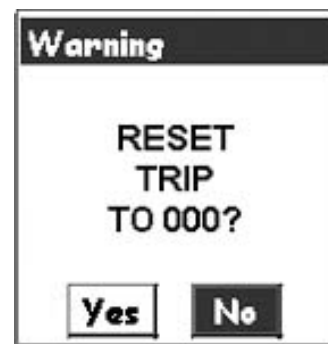 Warning
RESET
TRIP
TO 000?
Yes No